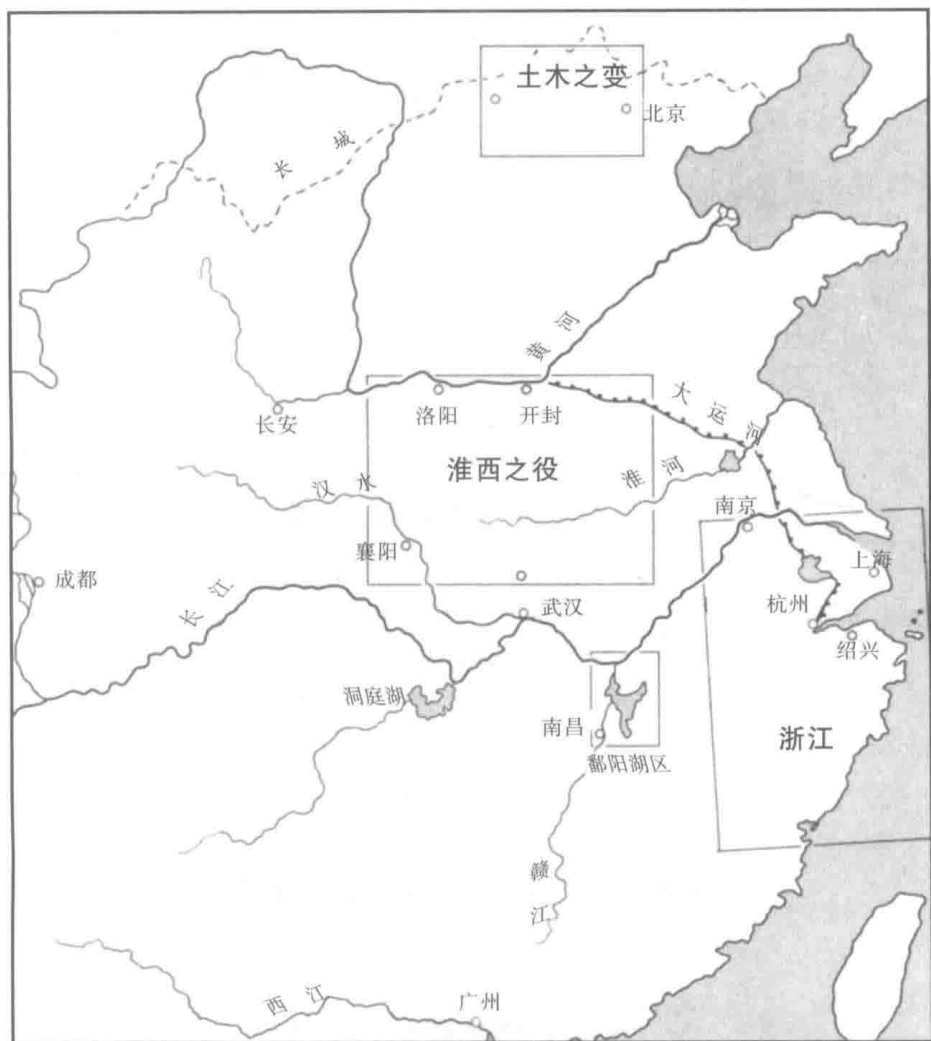 土木之变
北京
长城
黄河
大运河
长安
洛阳
开封
淮西之役
汉水
淮河
南京
襄阳
上海
成都
长江
武汉
杭州
绍兴
洞庭湖
南昌
浙江
鄱阳湖区
赣江
西江
广州